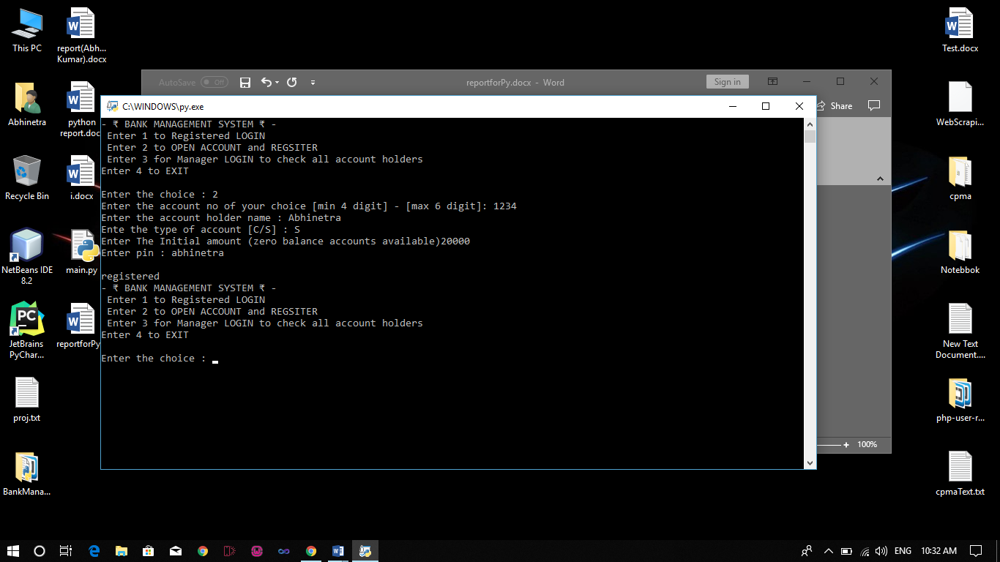 This PC
report(Abh...
Kumar).docx
Abhinetra
python
report.doc
Recycle Bin
i.docx
NetBeans IDE
8.2
main.py
JetBrains
PyChar...
reportforPy
proj.txt
BankMana...
AutoSave Off
reportforPy.docx - Word
Sign in
Share
100%
C:\WINDOWS\py.exe
- ₹ BANK MANAGEMENT SYSTEM ₹ -
Enter 1 to Registered LOGIN
Enter 2 to OPEN ACCOUNT and REGSITER
Enter 3 for Manager LOGIN to check all account holders
Enter 4 to EXIT
Enter the choice : 2
Enter the account no of your choice [min 4 digit] - [max 6 digit]: 1234
Enter the account holder name : Abhinetra
Ente the type of account [C/S] : S
Enter The Initial amount (zero balance accounts available)20000
Enter pin : abhinetra
registered
- ₹ BANK MANAGEMENT SYSTEM ₹ -
Enter 1 to Registered LOGIN
Enter 2 to OPEN ACCOUNT and REGSITER
Enter 3 for Manager LOGIN to check all account holders
Enter 4 to EXIT
Enter the choice :
Test.docx
WebScrapi...
cpma
Notebbok
New Text
Document....
php-user-r...
cpmaText.txt
ENG
10:32 AM